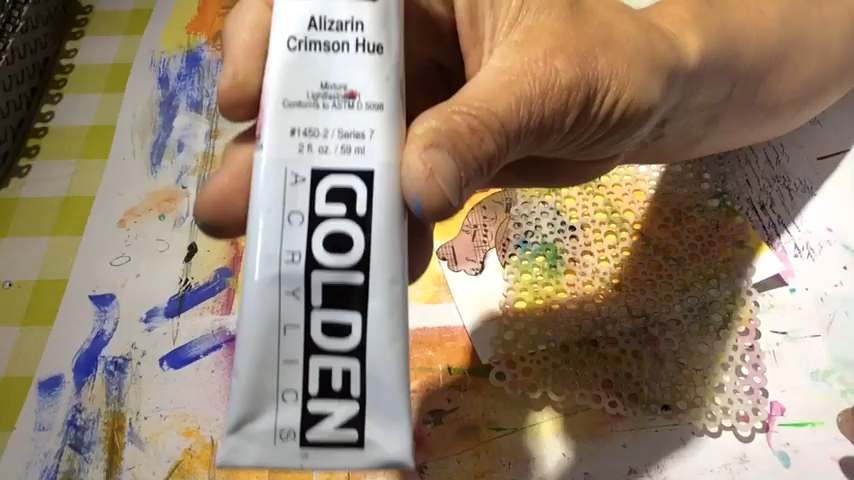 Alizarin
Crimson Hue
Mixture
Lightfastness I
Conforms to ASTM D 5098
#1450-2 / Series 7
2 fl. oz. / 59 ml
GOLDEN
ACRYLICS